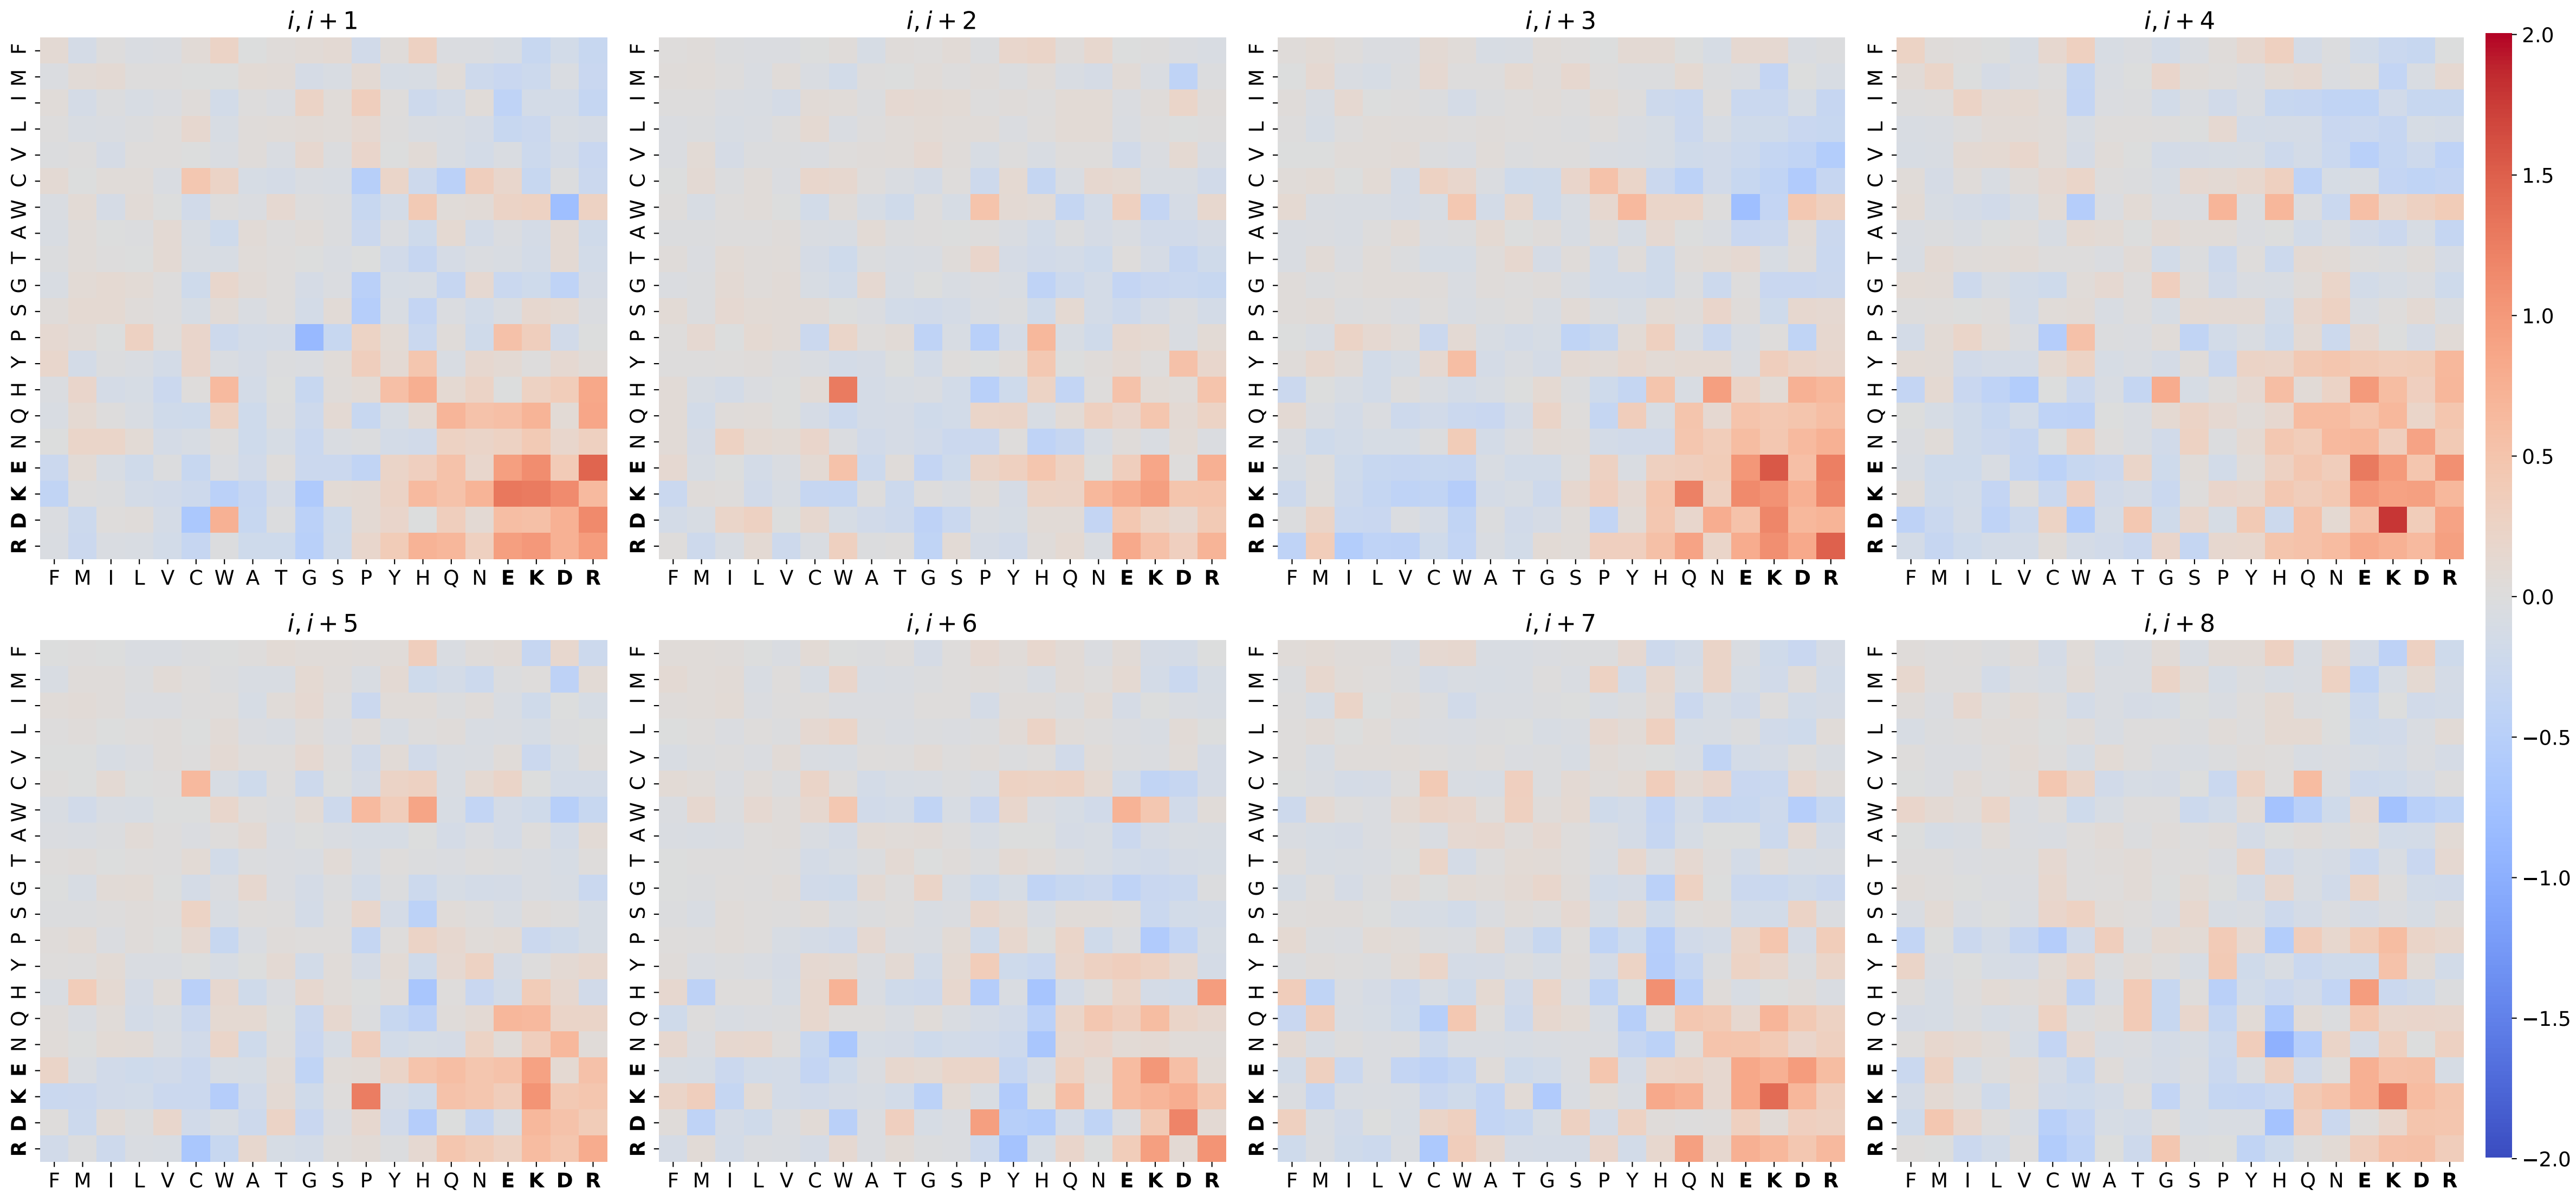 i, i + 1
i, i + 2
i, i + 3
i, i + 4
F M I L V C W A T G S P Y H Q N E K D R
F M I L V C W A T G S P Y H Q N E K D R
F M I L V C W A T G S P Y H Q N E K D R
F M I L V C W A T G S P Y H Q N E K D R
F M I L V C W A T G S P Y H Q N E K D R
F M I L V C W A T G S P Y H Q N E K D R
F M I L V C W A T G S P Y H Q N E K D R
F M I L V C W A T G S P Y H Q N E K D R
i, i + 5
i, i + 6
i, i + 7
i, i + 8
F M I L V C W A T G S P Y H Q N E K D R
F M I L V C W A T G S P Y H Q N E K D R
F M I L V C W A T G S P Y H Q N E K D R
F M I L V C W A T G S P Y H Q N E K D R
F M I L V C W A T G S P Y H Q N E K D R
F M I L V C W A T G S P Y H Q N E K D R
F M I L V C W A T G S P Y H Q N E K D R
F M I L V C W A T G S P Y H Q N E K D R
2.0
1.5
1.0
0.5
0.0
−0.5
−1.0
−1.5
−2.0